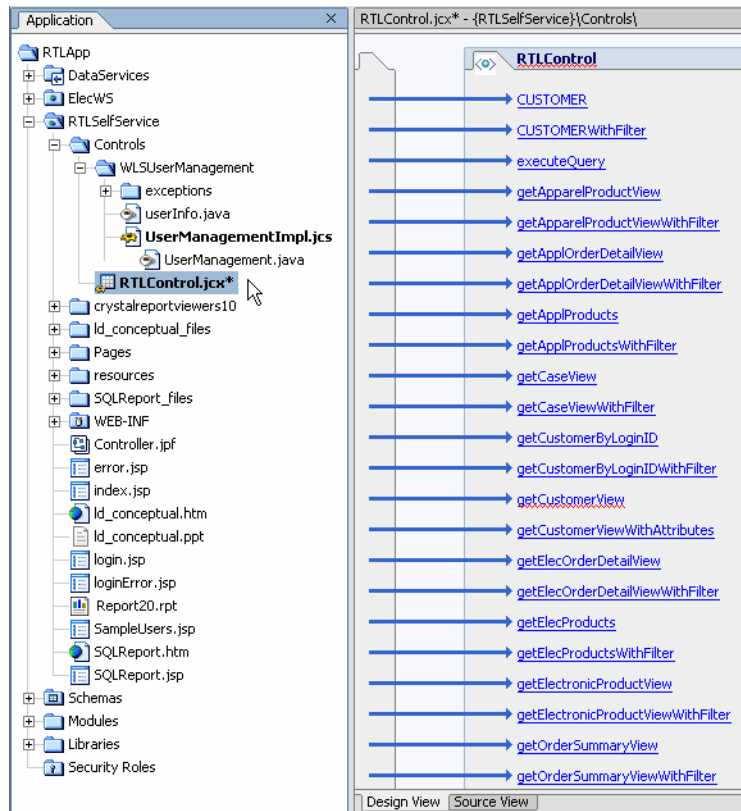 Application
RTLApp
DataServices
ElecWS
RTLSelfService
Controls
WLSUserManagement
exceptions
userInfo.java
UserManagementImpl.jcs
UserManagement.java
RTLControl.jcx*
crystalreportviewers10
ld_conceptual_files
Pages
resources
SQLReport_files
WEB-INF
Controller.jpf
error.jsp
index.jsp
ld_conceptual.htm
ld_conceptual.ppt
login.jsp
loginError.jsp
Report20.rpt
SampleUsers.jsp
SQLReport.htm
SQLReport.jsp
Schemas
Modules
Libraries
Security Roles
RTLControl.jcx* - {RTLSelfService}\Controls\
RTLControl
CUSTOMER
CUSTOMERWithFilter
executeQuery
getApparelProductView
getApparelProductViewWithFilter
getApplOrderDetailView
getApplOrderDetailViewWithFilter
getApplProducts
getApplProductsWithFilter
getCaseView
getCaseViewWithFilter
getCustomerByLoginID
getCustomerByLoginIDWithFilter
getCustomerView
getCustomerViewWithAttributes
getElecOrderDetailView
getElecOrderDetailViewWithFilter
getElecProducts
getElecProductsWithFilter
getElectronicProductView
getElectronicProductViewWithFilter
getOrderSummaryView
getOrderSummaryViewWithFilter
Design View Source View